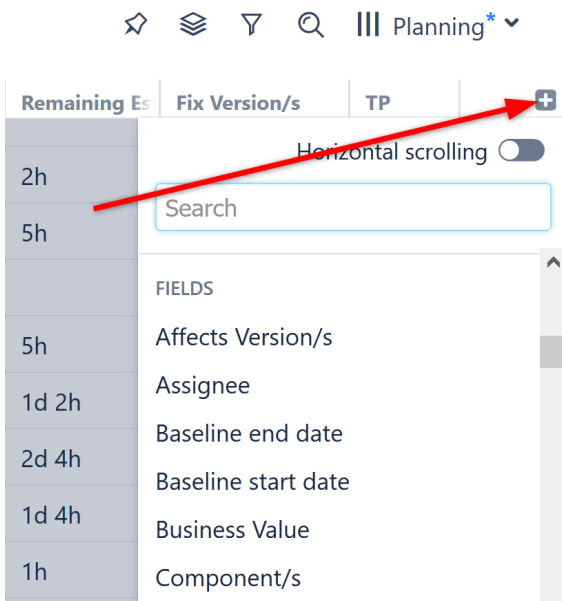 Planning*
Remaining Es Fix Version/s TP
Horizontal scrolling
2h
Search
5h
FIELDS
Affects Version/s
5h
Assignee
1d 2h
Baseline end date
2d 4h
Baseline start date
1d 4h
Business Value
1h
Component/s